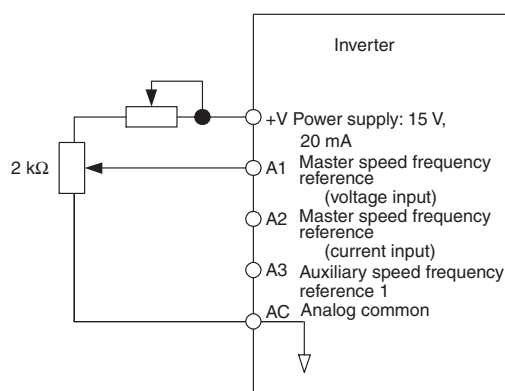 Inverter
+V Power supply: 15 V,
20 mA
2 kΩ
A1 Master speed frequency
reference
(voltage input)
A2 Master speed frequency
reference
(current input)
A3 Auxiliary speed frequency
reference 1
AC Analog common